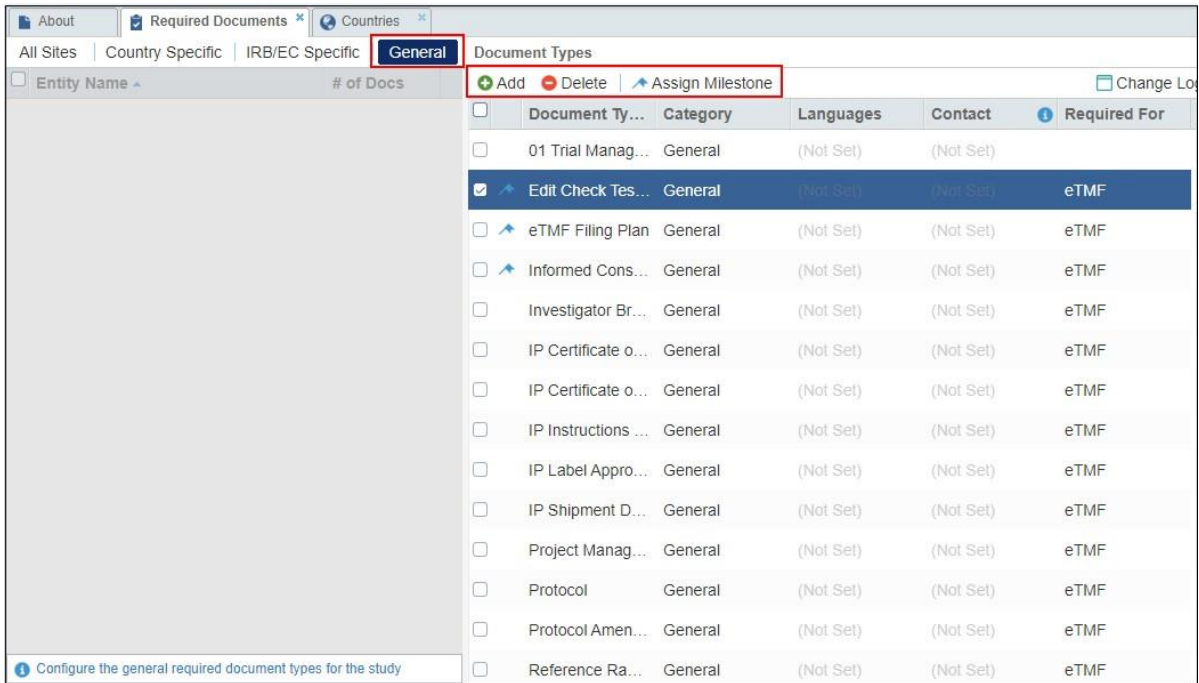 About Required Documents Countries
All Sites Country Specific IRB/EC Specific General Document Types
Entity Name # of Docs Add Delete Assign Milestone Change Log
Document Ty... Category Languages Contact Required For
01 Trial Manag... General (Not Set) (Not Set)
Edit Check Tes... General (Not Set) (Not Set) eTMF
eTMF Filing Plan General (Not Set) (Not Set) eTMF
Informed Cons... General (Not Set) (Not Set) eTMF
Investigator Br... General (Not Set) (Not Set) eTMF
IP Certificate o... General (Not Set) (Not Set) eTMF
IP Certificate o... General (Not Set) (Not Set) eTMF
IP Instructions ... General (Not Set) (Not Set) eTMF
IP Label Appro... General (Not Set) (Not Set) eTMF
IP Shipment D... General (Not Set) (Not Set) eTMF
Project Manag... General (Not Set) (Not Set) eTMF
Protocol General (Not Set) (Not Set) eTMF
Protocol Amen... General (Not Set) (Not Set) eTMF
Configure the general required document types for the study Reference Ra... General (Not Set) (Not Set) eTMF